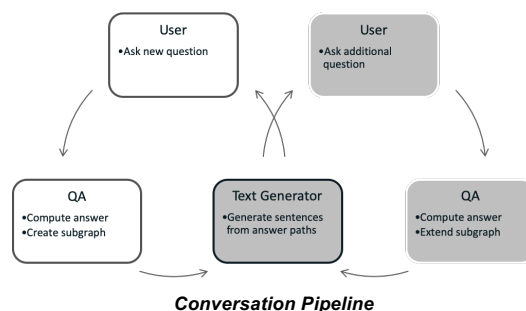 User
•Ask new question
User
•Ask additional
question
QA
•Compute answer
•Create subgraph
Text Generator
•Generate sentences
from answer paths
QA
•Compute answer
•Extend subgraph
Conversation Pipeline